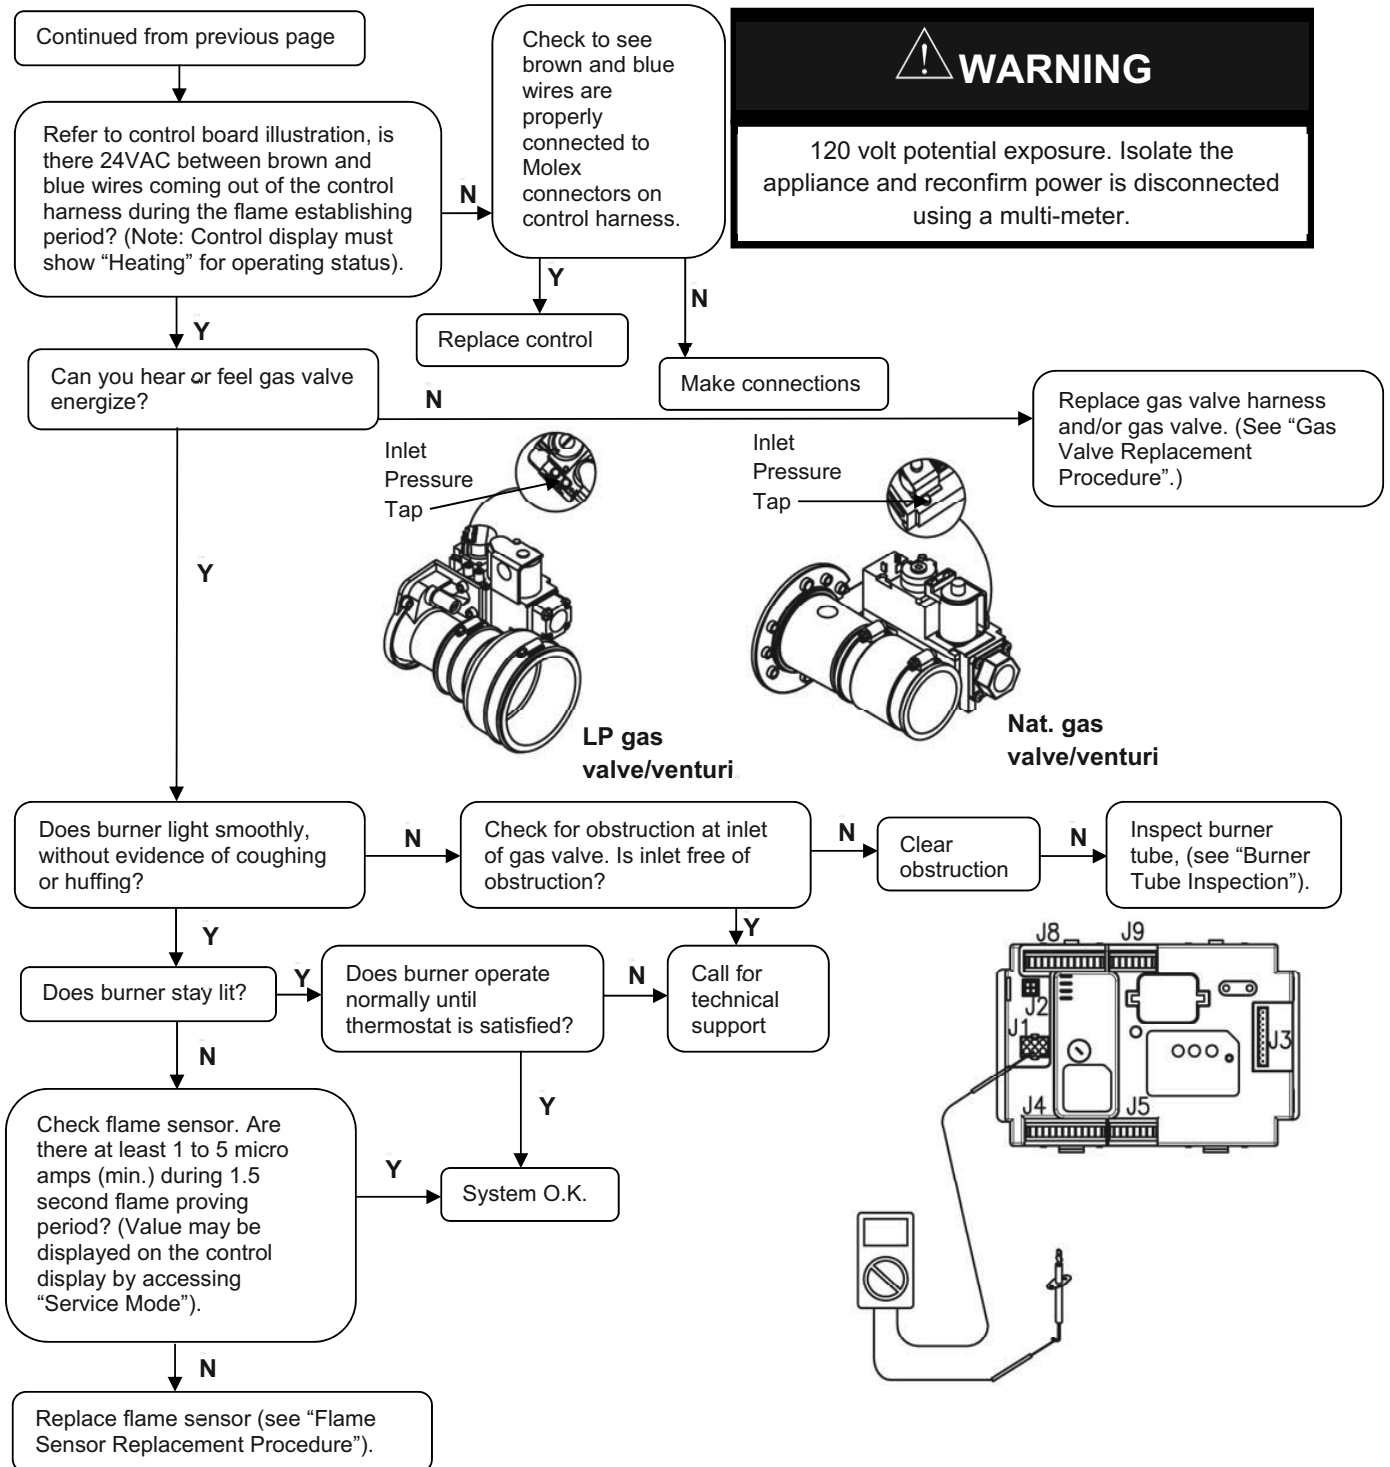 Continued from previous page
Check to see
brown and blue
wires are
properly
connected to
Molex
connectors on
control harness.
WARNING
120 volt potential exposure. Isolate the
appliance and reconfirm power is disconnected
using a multi-meter.
Refer to control board illustration, is
there 24VAC between brown and
blue wires coming out of the control
harness during the flame establishing
period? (Note: Control display must
show “Heating” for operating status).
N
Y
N
Y
Replace control
Make connections
Can you hear or feel gas valve
energize?
N
Replace gas valve harness
and/or gas valve. (See “Gas
Valve Replacement
Procedure”.)
Inlet
Pressure
Tap
Inlet
Pressure
Tap
Y
LP gas
valve/venturi
Nat. gas
valve/venturi
Does burner light smoothly,
without evidence of coughing
or huffing?
N
Check for obstruction at inlet
of gas valve. Is inlet free of
obstruction?
N
Clear
obstruction
N
Inspect burner
tube, (see “Burner
Tube Inspection”).
Y
Y
Does burner stay lit?
Y
Does burner operate
normally until
thermostat is satisfied?
N
Call for
technical
support
J8
J9
J2
J1
J3
J4
J5
N
Y
Check flame sensor. Are
there at least 1 to 5 micro
amps (min.) during 1.5
second flame proving
period? (Value may be
displayed on the control
display by accessing
“Service Mode”).
Y
System O.K.
N
Replace flame sensor (see “Flame
Sensor Replacement Procedure”).